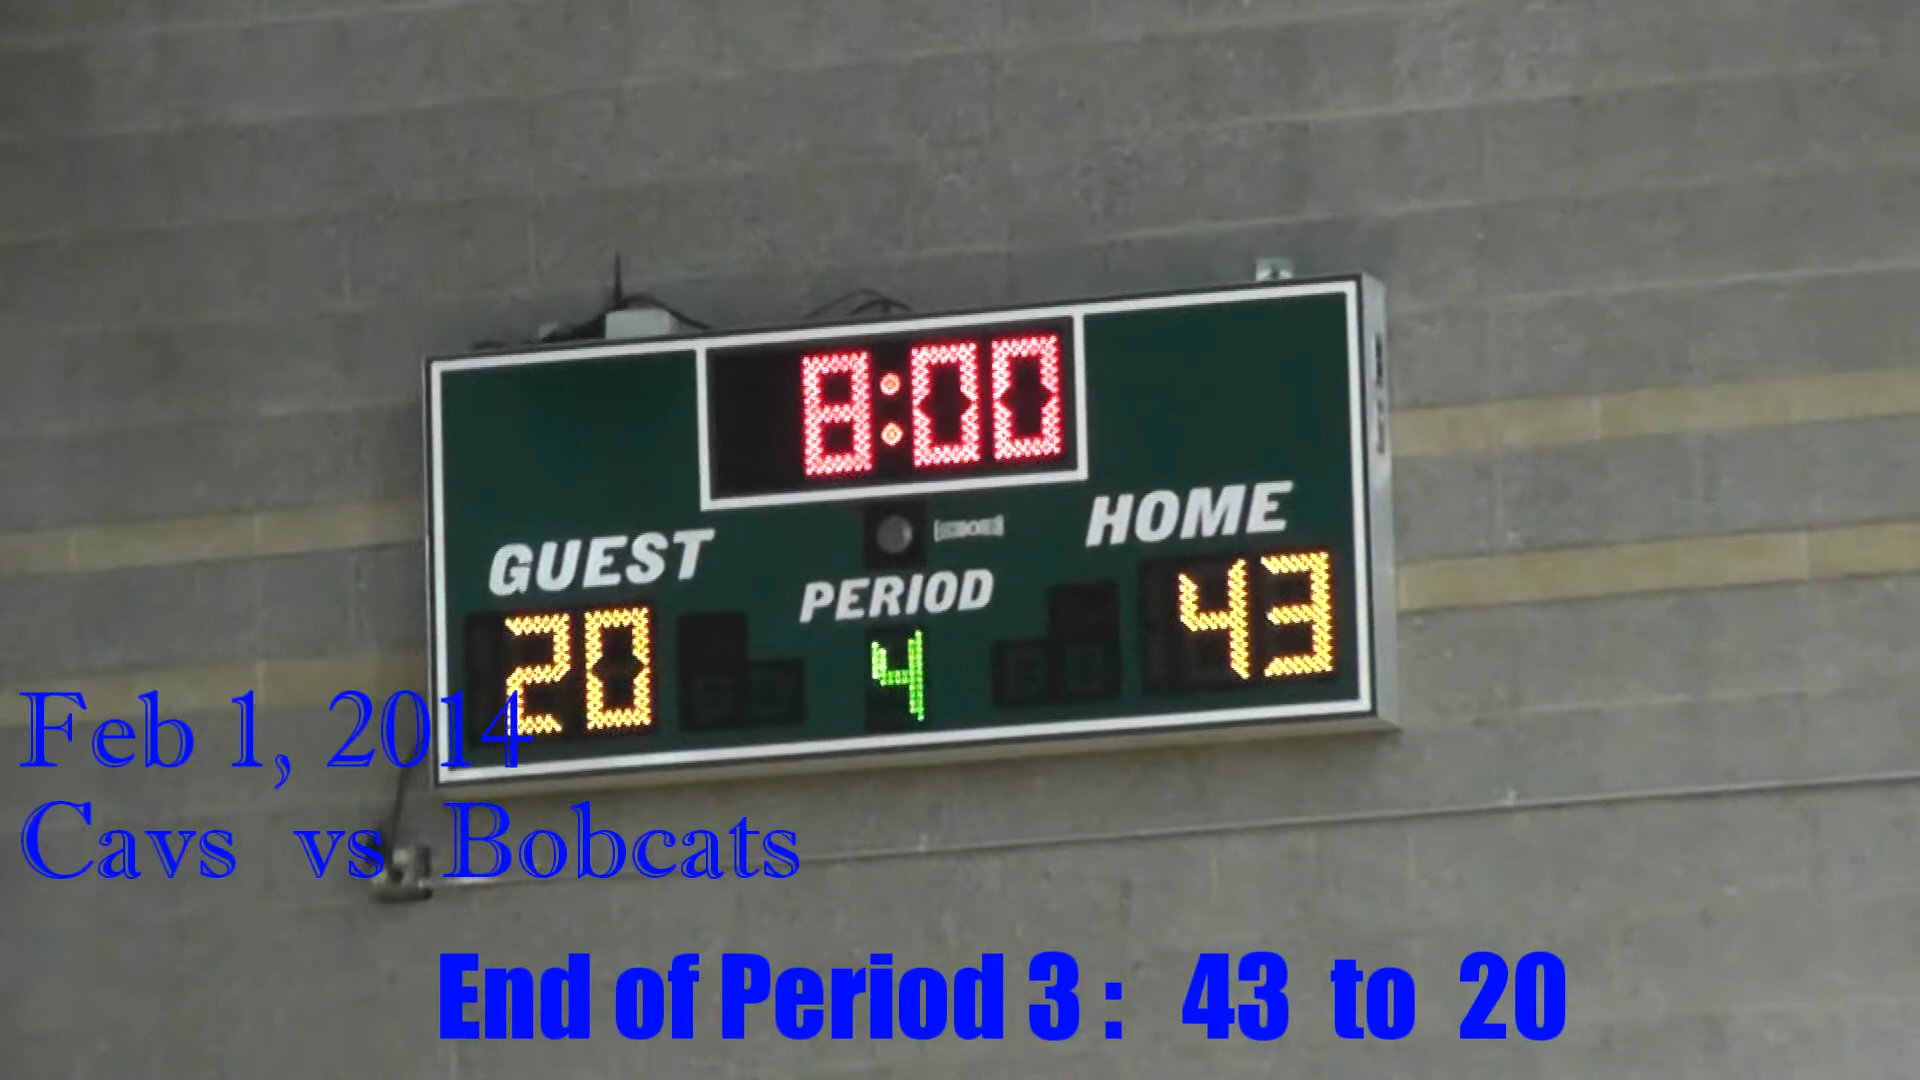 8:00
GUEST
HOME
PERIOD
20
4
43
Feb 1, 2014
Cavs vs Bobcats
End of Period 3 : 43 to 20